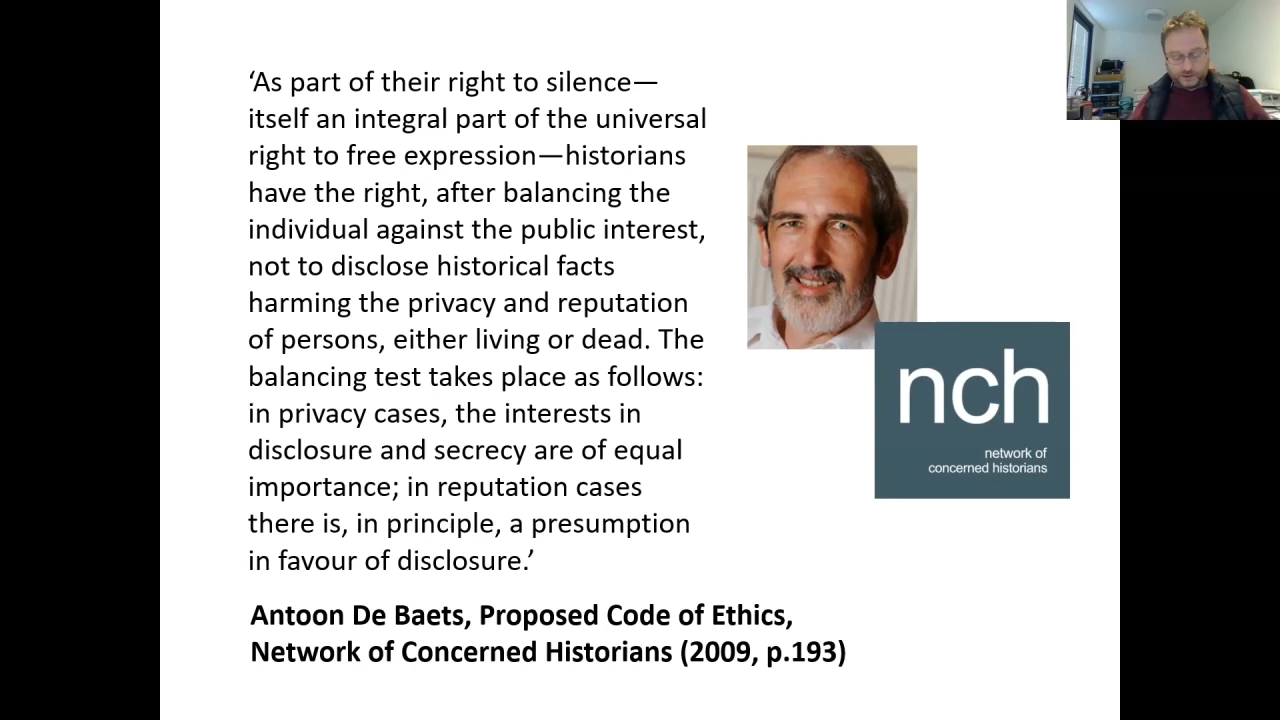 ‘As part of their right to silence—
itself an integral part of the universal
right to free expression—historians
have the right, after balancing the
individual against the public interest,
not to disclose historical facts
harming the privacy and reputation
of persons, either living or dead. The
balancing test takes place as follows:
in privacy cases, the interests in
disclosure and secrecy are of equal
importance; in reputation cases
there is, in principle, a presumption
in favour of disclosure.’
Antoon De Baets, Proposed Code of Ethics,
Network of Concerned Historians (2009, p.193)
nch
network of
concerned historians